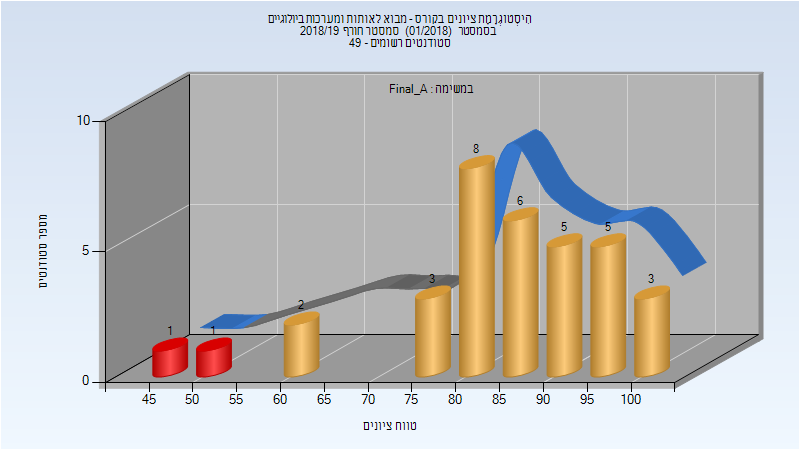 היסטוגרמת ציונים בקורס - מבוא לאותות ומערכות ביולוגיים
בסמסטר (01/2018) סמסטר חורף 2018/19
סטודנטים רשומים - 49
במשימה : Final_A
מספר סטודנטים
10
5
0
1
1
2
3
8
6
5
5
3
45 50 55 60 65 70 75 80 85 90 95 100
טווח ציונים